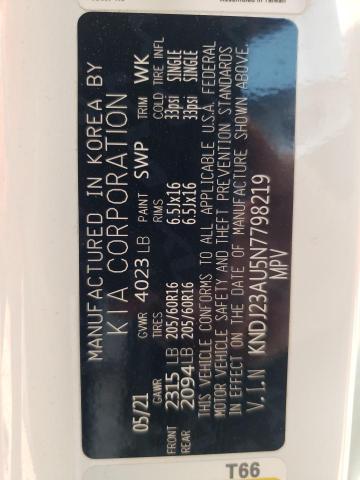 MANUFACTURED IN KOREA BY
KIA CORPORATION
05/21 GVWR 4023 LB PAINT SWP TRIM WK
GAWR TIRES RIMS COLD TIRE INFL
FRONT 2315 LB 205/60R16 6.5Jx16 33psi SINGLE
REAR 2094 LB 205/60R16 6.5Jx16 33psi SINGLE
THIS VEHICLE CONFORMS TO ALL APPLICABLE U.S.A. FEDERAL
MOTOR VEHICLE SAFETY AND THEFT PREVENTION STANDARDS
IN EFFECT ON THE DATE OF MANUFACTURE SHOWN ABOVE.
V.I.N KNDJ23AU5N7798219
MPV
T66